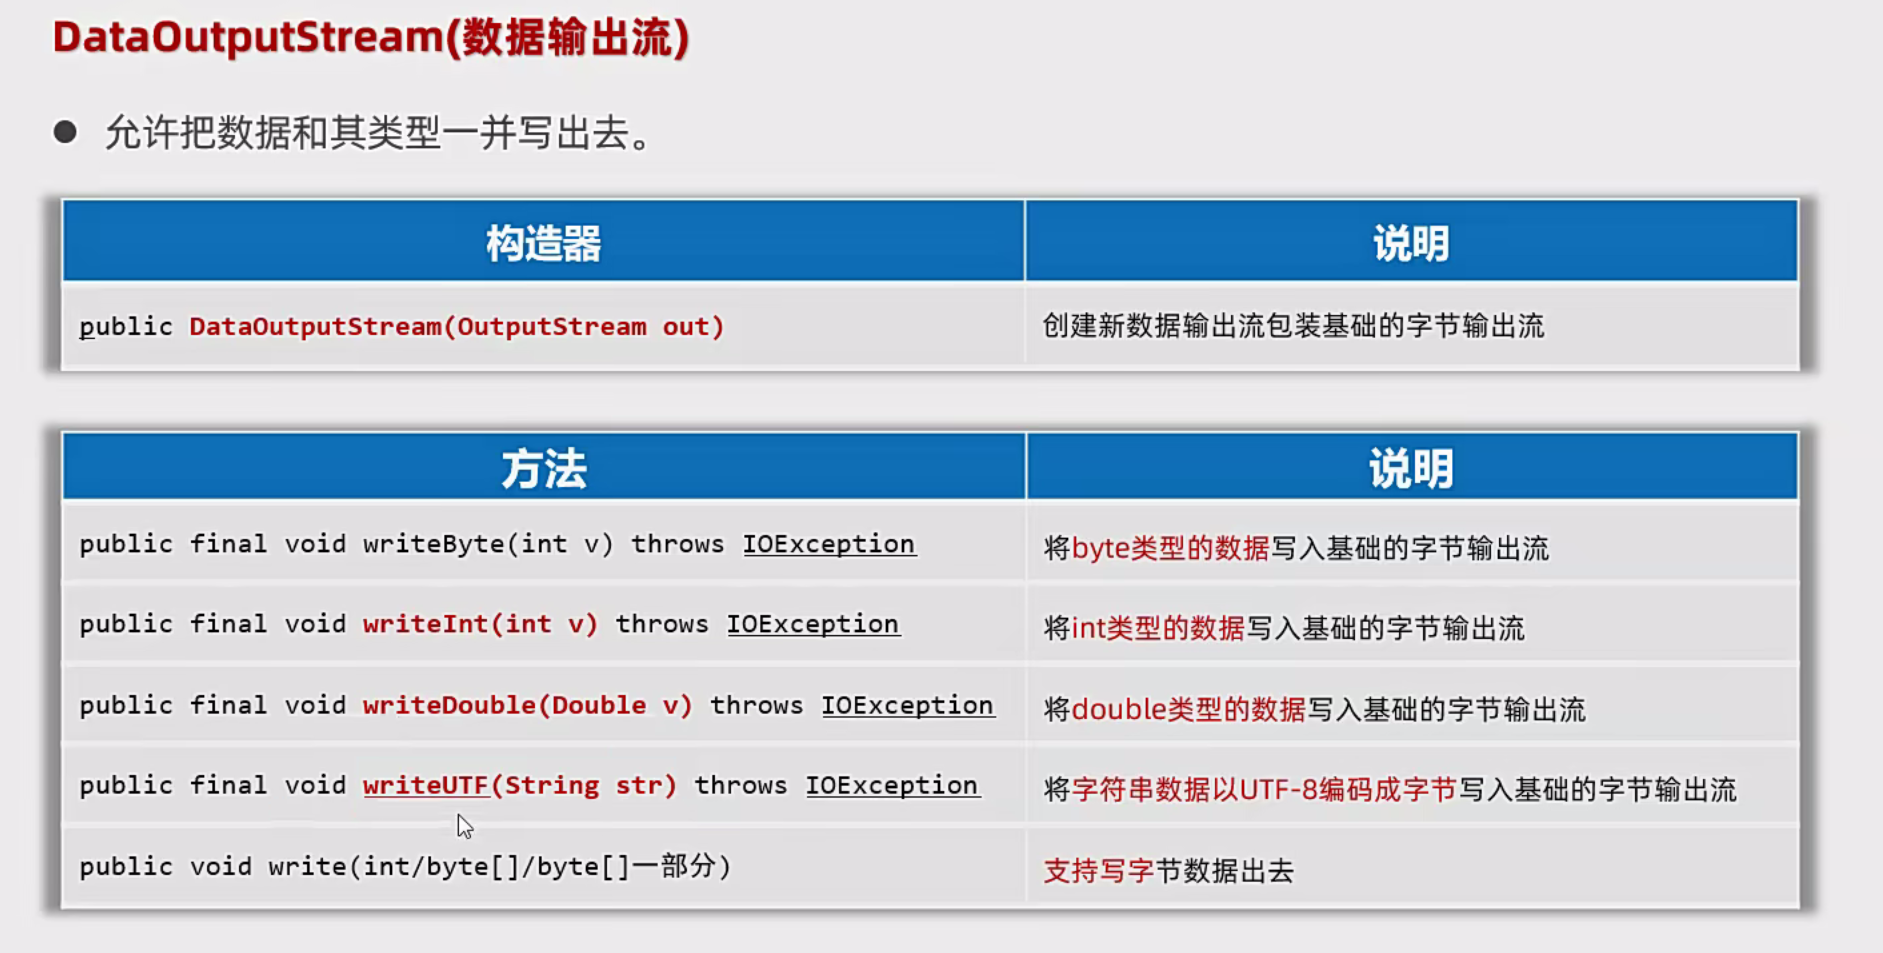 DataOutputStream(数据输出流)
● 允许把数据和其类型一并写出去。
构造器 说明
public DataOutputStream(OutputStream out) 创建新数据输出流包装基础的字节输出流
方法 说明
public final void writeByte(int v) throws IOException 将byte类型的数据写入基础的字节输出流
public final void writeInt(int v) throws IOException 将int类型的数据写入基础的字节输出流
public final void writeDouble(Double v) throws IOException 将double类型的数据写入基础的字节输出流
public final void writeUTF(String str) throws IOException 将字符串数据以UTF-8编码成字节写入基础的字节输出流
public void write(int/byte[]/byte[]一部分) 支持写字节数据出去